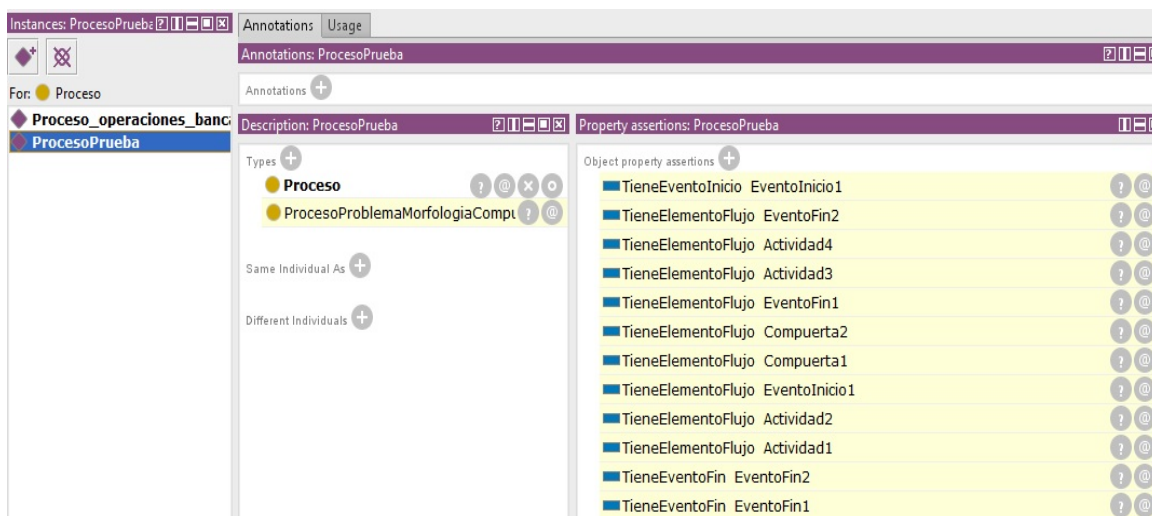 Instances: ProcesoPrueba
For: Proceso
Proceso_operaciones_banca
ProcesoPrueba
Annotations Usage
Annotations: ProcesoPrueba
Annotations
Description: ProcesoPrueba
Types
Proceso
ProcesoProblemaMorfologiaCompu
Same Individual As
Different Individuals
Property assertions: ProcesoPrueba
Object property assertions
TieneEventoInicio EventoInicio1
TieneElementoFlujo EventoFin2
TieneElementoFlujo Actividad4
TieneElementoFlujo Actividad3
TieneElementoFlujo EventoFin1
TieneElementoFlujo Compuerta2
TieneElementoFlujo Compuerta1
TieneElementoFlujo EventoInicio1
TieneElementoFlujo Actividad2
TieneElementoFlujo Actividad1
TieneEventoFin EventoFin2
TieneEventoFin EventoFin1